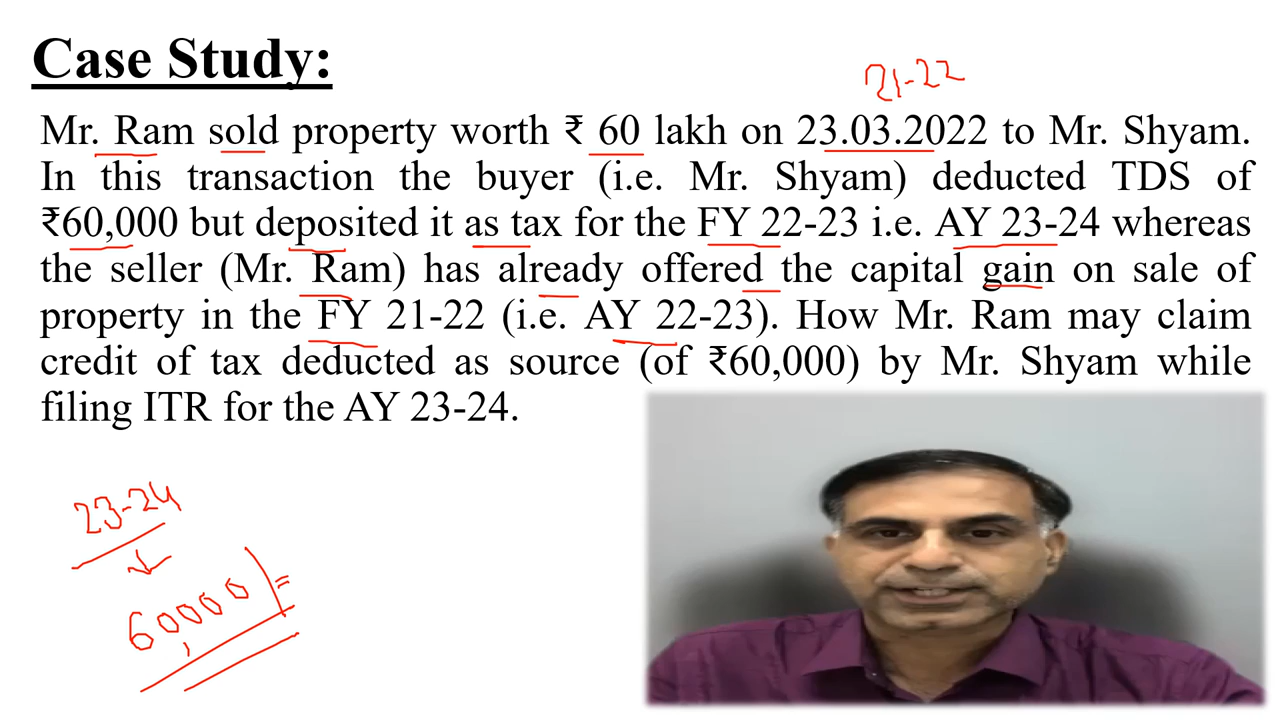 Case Study:
21-22
Mr. Ram sold property worth ₹ 60 lakh on 23.03.2022 to Mr. Shyam.
In this transaction the buyer (i.e. Mr. Shyam) deducted TDS of
₹60,000 but deposited it as tax for the FY 22-23 i.e. AY 23-24 whereas
the seller (Mr. Ram) has already offered the capital gain on sale of
property in the FY 21-22 (i.e. AY 22-23). How Mr. Ram may claim
credit of tax deducted as source (of ₹60,000) by Mr. Shyam while
filing ITR for the AY 23-24.
23-24
60,000) =